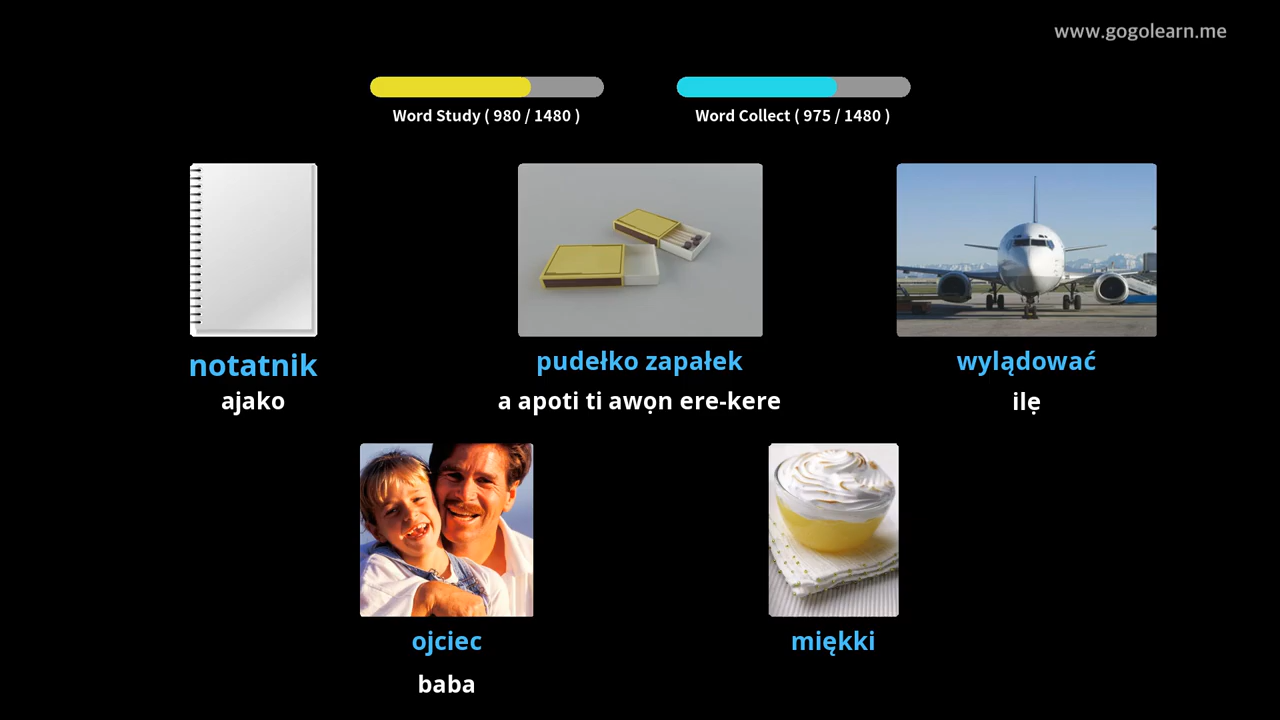 www.gogolearn.me
Word Study ( 980 / 1480 )
Word Collect ( 975 / 1480 )
notatnik
ajako
pudełko zapałek
a apoti ti awọn ere-kere
wylądować
ilẹ
ojciec
baba
miękki